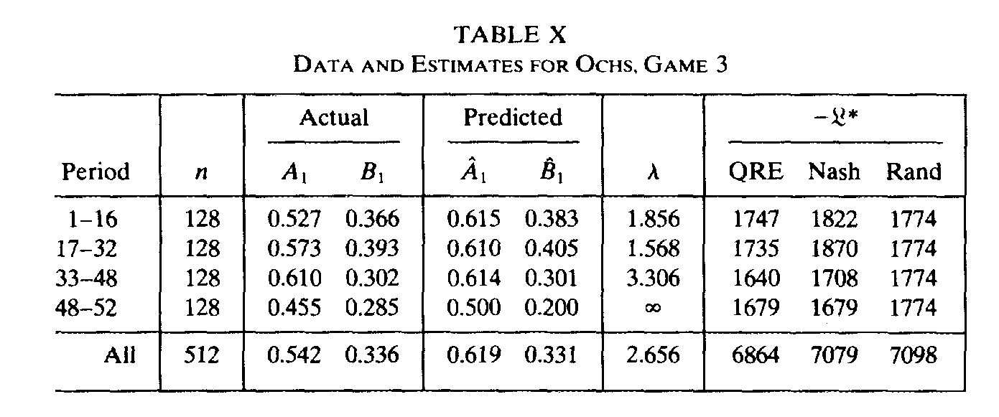 TABLE X
DATA AND ESTIMATES FOR OCHS, GAME 3
Actual Predicted −𝔏*
Period n A₁ B₁ Â₁ B̂₁ λ QRE Nash Rand
1–16 128 0.527 0.366 0.615 0.383 1.856 1747 1822 1774
17–32 128 0.573 0.393 0.610 0.405 1.568 1735 1870 1774
33–48 128 0.610 0.302 0.614 0.301 3.306 1640 1708 1774
48–52 128 0.455 0.285 0.500 0.200 ∞ 1679 1679 1774
All 512 0.542 0.336 0.619 0.331 2.656 6864 7079 7098